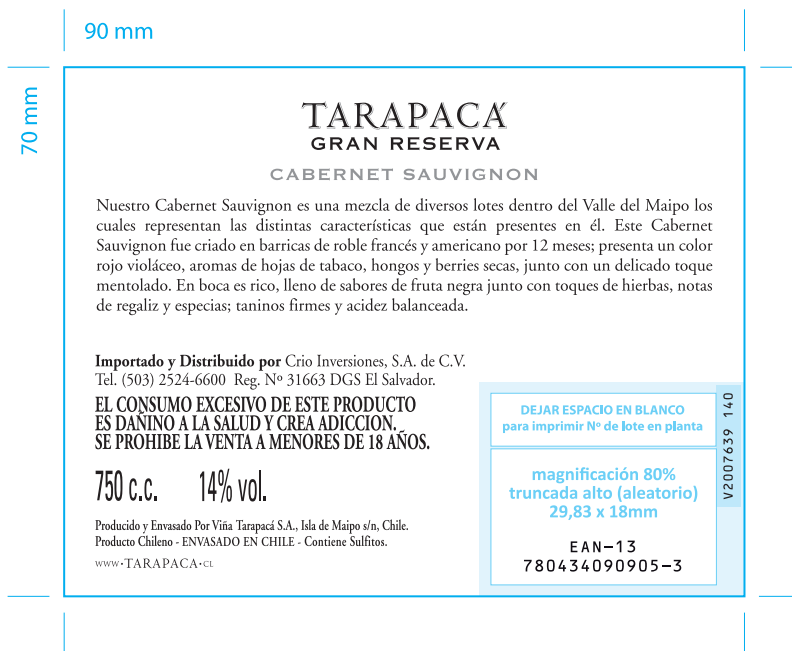 90 mm
70 mm
TARAPACÁ
GRAN RESERVA
CABERNET SAUVIGNON
Nuestro Cabernet Sauvignon es una mezcla de diversos lotes dentro del Valle del Maipo los
cuales representan las distintas características que están presentes en él. Este Cabernet
Sauvignon fue criado en barricas de roble francés y americano por 12 meses; presenta un color
rojo violáceo, aromas de hojas de tabaco, hongos y berries secas, junto con un delicado toque
mentolado. En boca es rico, lleno de sabores de fruta negra junto con toques de hierbas, notas
de regaliz y especias; taninos firmes y acidez balanceada.
Importado y Distribuido por Crio Inversiones, S.A. de C.V.
Tel. (503) 2524-6600 Reg. Nº 31663 DGS El Salvador.
EL CONSUMO EXCESIVO DE ESTE PRODUCTO
ES DAÑINO A LA SALUD Y CREA ADICCION.
SE PROHIBE LA VENTA A MENORES DE 18 AÑOS.
750 c.c. 14% vol.
Producido y Envasado Por Viña Tarapacá S.A., Isla de Maipo s/n, Chile.
Producto Chileno - ENVASADO EN CHILE - Contiene Sulfitos.
WWW·TARAPACA·CL
DEJAR ESPACIO EN BLANCO
para imprimir Nº de lote en planta
magnificación 80%
truncada alto (aleatorio)
29,83 x 18mm
EAN-13
780434090905-3
V2007639 140